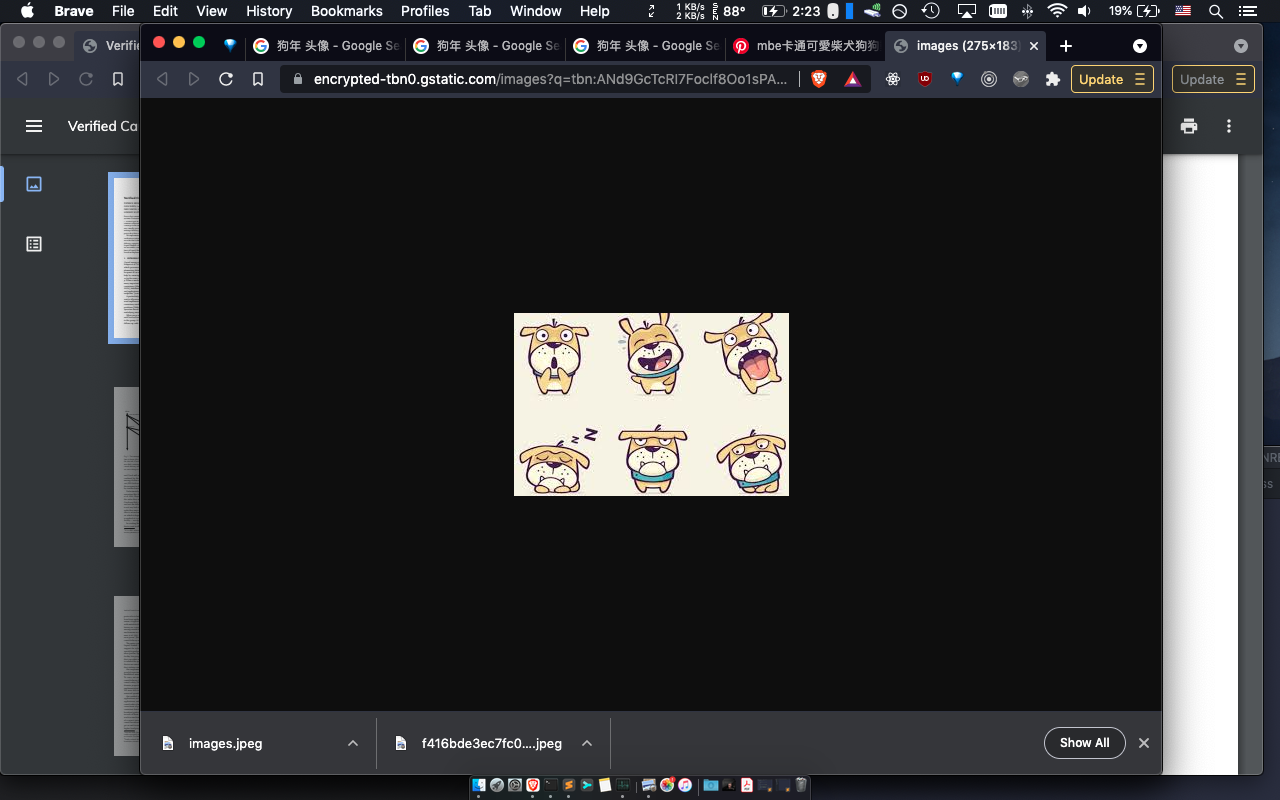 Brave File Edit View History Bookmarks Profiles Tab Window Help
1 KB/s
2 KB/s
SEN
88°
2:23
19%
Verifi
狗年 头像 - Google Se
狗年 头像 - Google Se
狗年 头像 - Google Se
mbe卡通可愛柴犬狗狗
images (275×183)
encrypted-tbn0.gstatic.com/images?q=tbn:ANd9GcTcRl7Foclf8Oo1sPA...
Update
Update
Verified Ca
z z Z
images.jpeg
f416bde3ec7fc0....jpeg
Show All